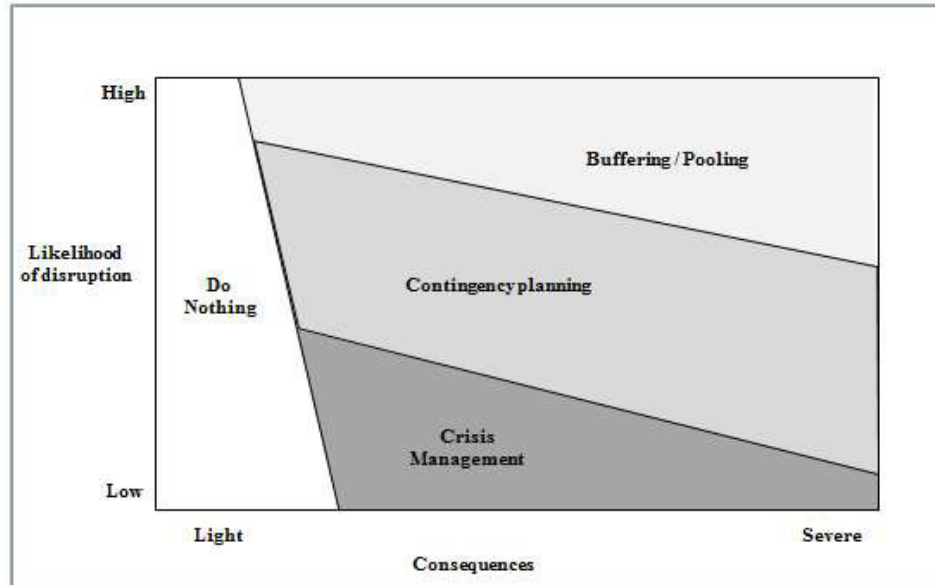 High
Buffering / Pooling
Likelihood
of disruption
Do
Nothing
Contingency planning
Crisis
Management
Low
Light
Severe
Consequences